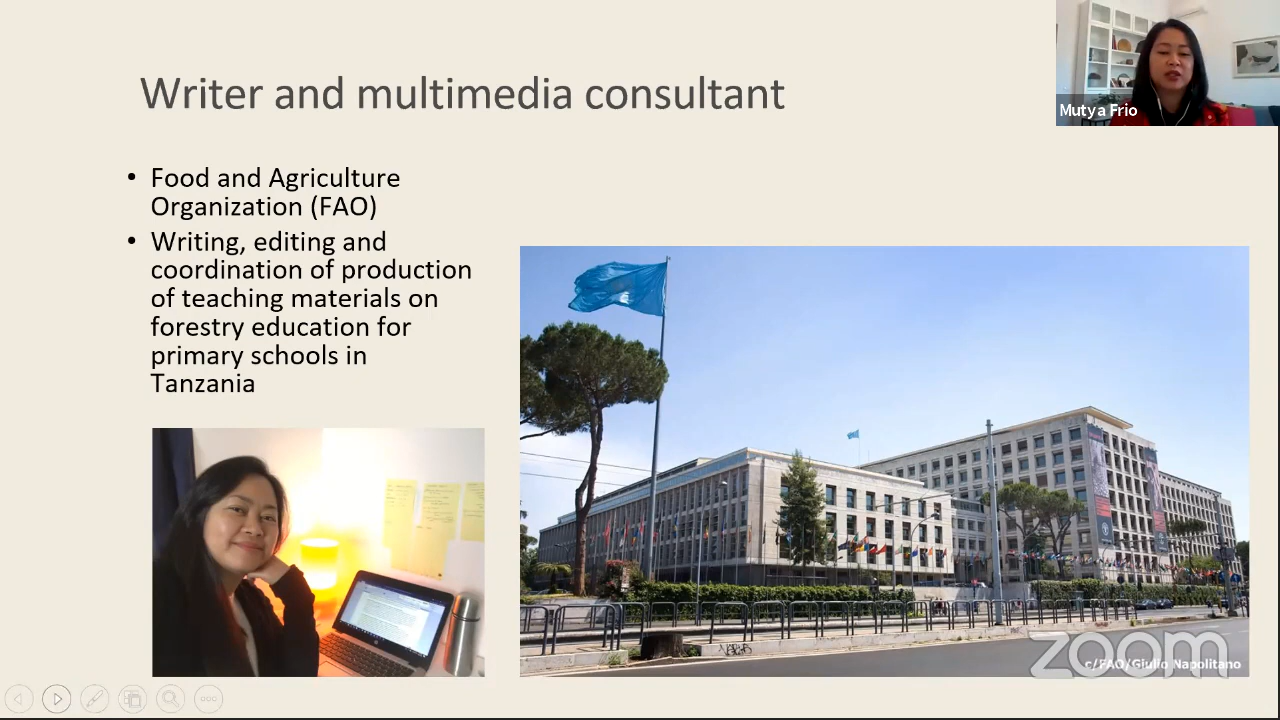 Writer and multimedia consultant
Mutya Frio
• Food and Agriculture
Organization (FAO)
• Writing, editing and
coordination of production
of teaching materials on
forestry education for
primary schools in
Tanzania
zoom
c/FAO/Giulio Napolitano